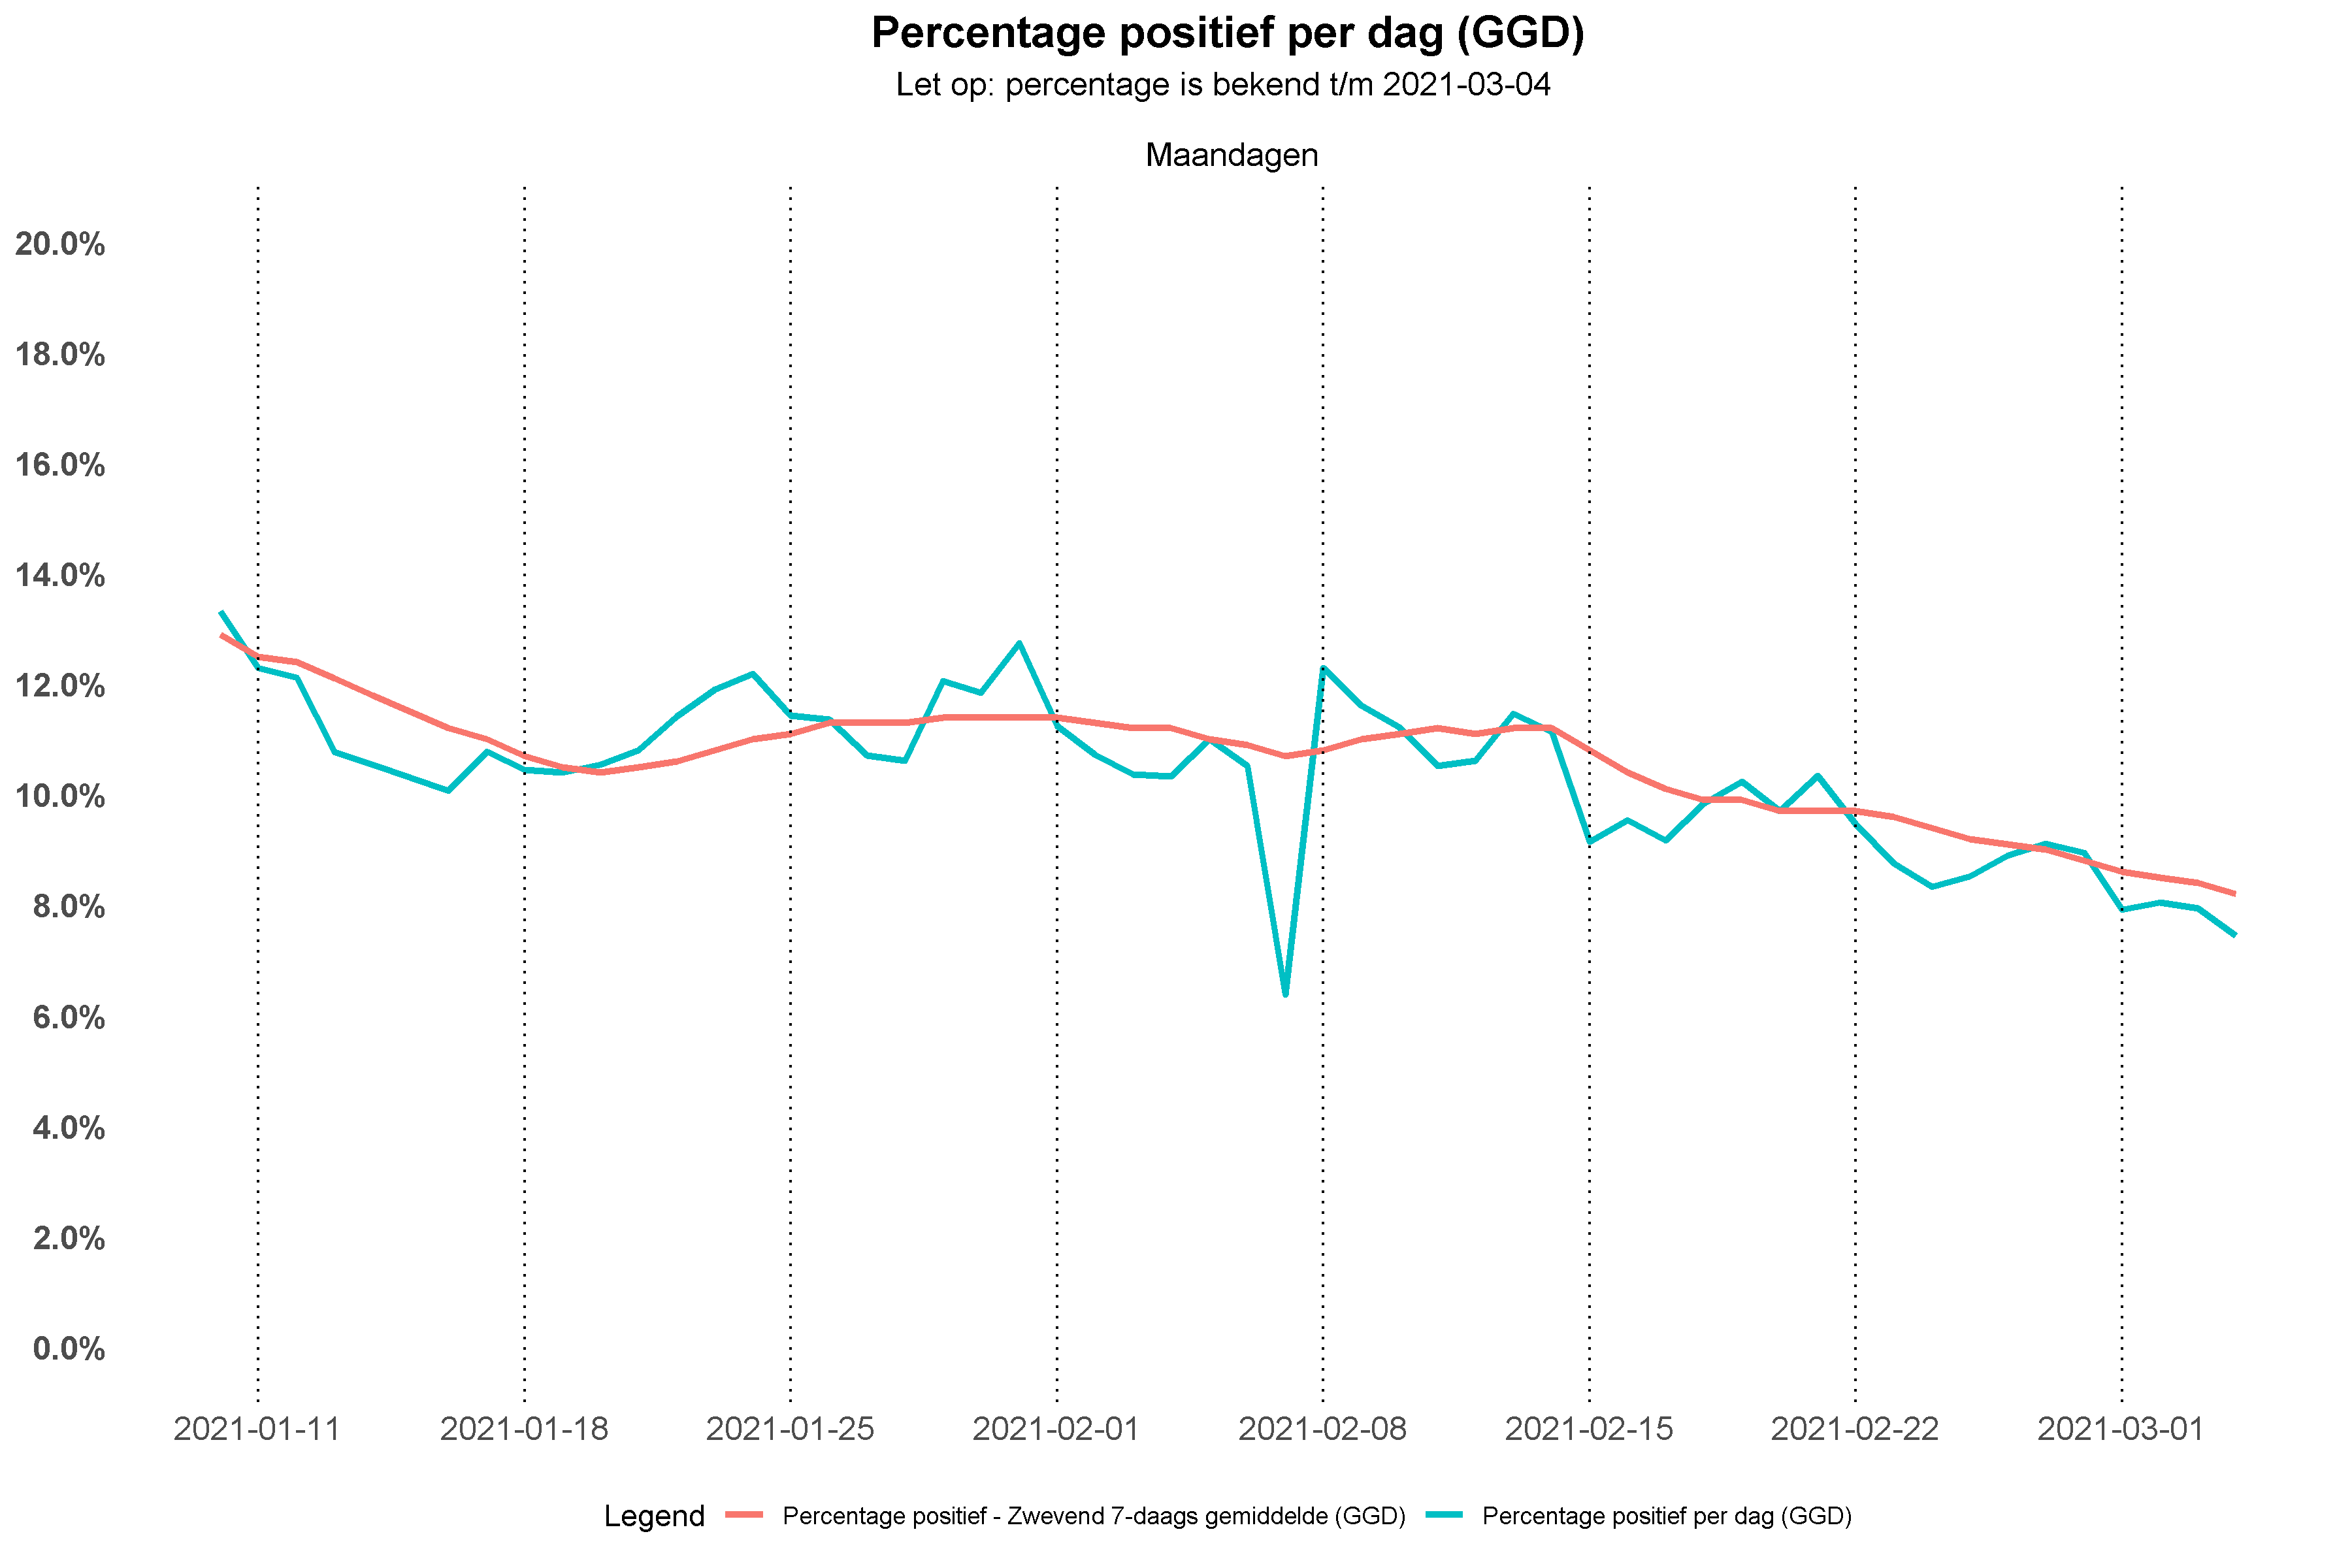 Percentage positief per dag (GGD)
Let op: percentage is bekend t/m 2021-03-04
Maandagen
20.0%
18.0%
16.0%
14.0%
12.0%
10.0%
8.0%
6.0%
4.0%
2.0%
0.0%
2021-01-11 2021-01-18 2021-01-25 2021-02-01 2021-02-08 2021-02-15 2021-02-22 2021-03-01
Legend Percentage positief - Zwevend 7-daags gemiddelde (GGD) Percentage positief per dag (GGD)